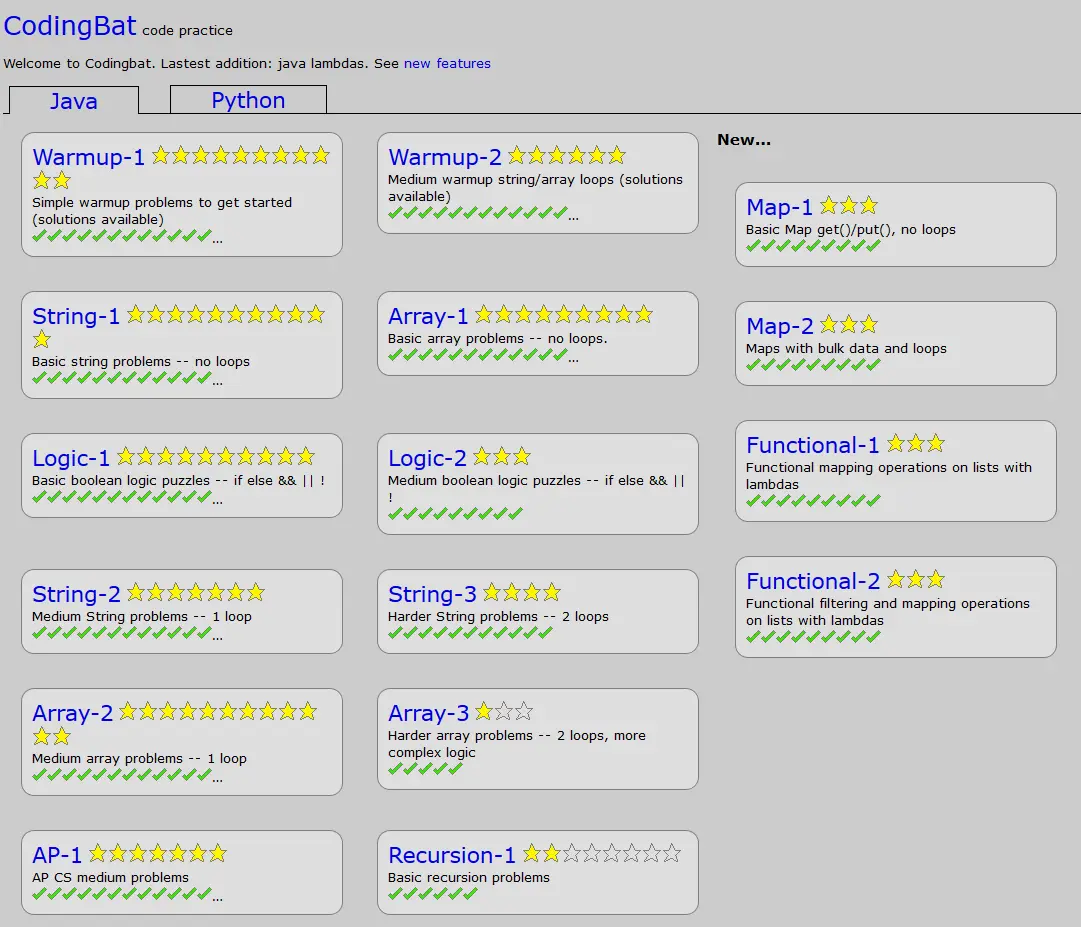 CodingBat code practice
Welcome to Codingbat. Lastest addition: java lambdas. See new features
Java
Python
Warmup-1
Simple warmup problems to get started
(solutions available)
...
Warmup-2
Medium warmup string/array loops (solutions
available)
...
New...
Map-1
Basic Map get()/put(), no loops
String-1
Basic string problems -- no loops
...
Array-1
Basic array problems -- no loops.
...
Map-2
Maps with bulk data and loops
Logic-1
Basic boolean logic puzzles -- if else && || !
...
Logic-2
Medium boolean logic puzzles -- if else && ||
!
Functional-1
Functional mapping operations on lists with
lambdas
String-2
Medium String problems -- 1 loop
...
String-3
Harder String problems -- 2 loops
Functional-2
Functional filtering and mapping operations
on lists with lambdas
Array-2
Medium array problems -- 1 loop
...
Array-3
Harder array problems -- 2 loops, more
complex logic
AP-1
AP CS medium problems
...
Recursion-1
Basic recursion problems